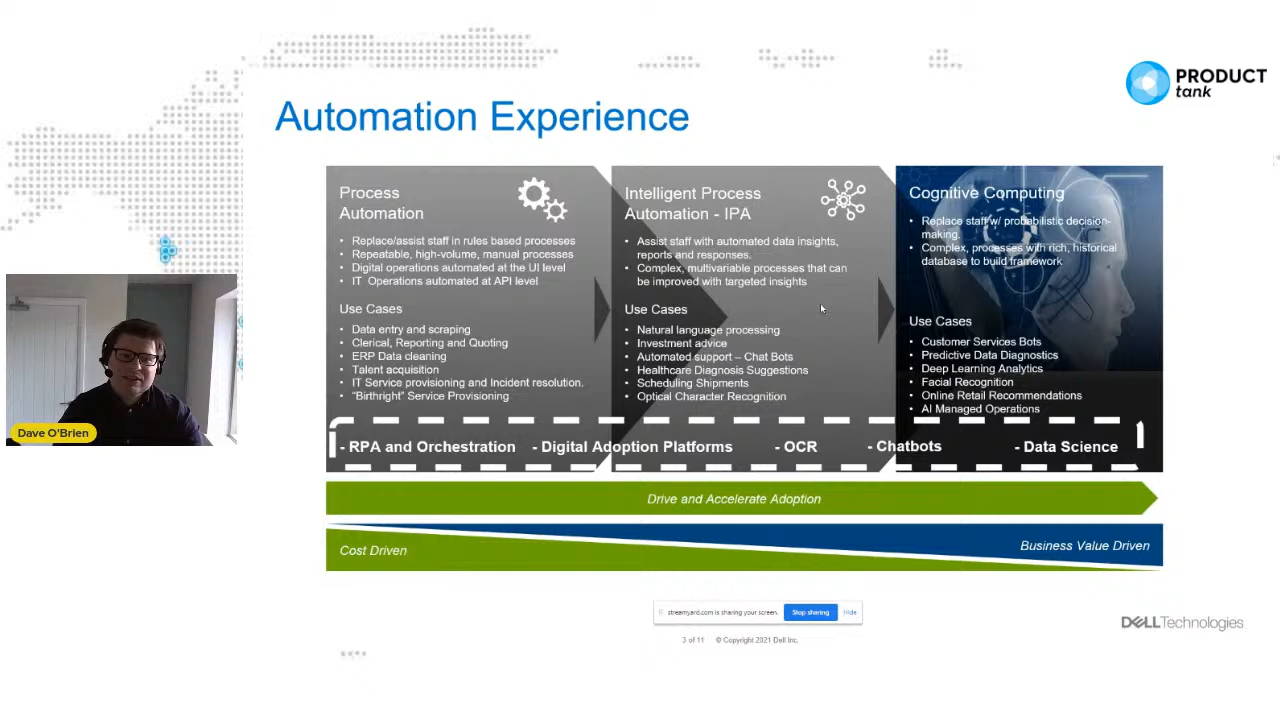 PRODUCT
tank
Automation Experience
Process
Automation
• Replace/assist staff in rules based processes
• Repeatable, high-volume, manual processes
• Digital operations automated at the UI level
• IT Operations automated at API level
Use Cases
• Data entry and scraping
• Clerical, Reporting and Quoting
• ERP Data cleaning
• Talent acquisition
• IT Service provisioning and Incident resolution.
• “Birthright” Service Provisioning
Intelligent Process
Automation - IPA
• Assist staff with automated data insights,
reports and responses.
• Complex, multivariable processes that can
be improved with targeted insights
Use Cases
• Natural language processing
• Investment advice
• Automated support – Chat Bots
• Healthcare Diagnosis Suggestions
• Scheduling Shipments
• Optical Character Recognition
Cognitive Computing
• Replace staff w/ probabilistic decision-
making.
• Complex, processes with rich, historical
database to build framework
Use Cases
• Customer Services Bots
• Predictive Data Diagnostics
• Deep Learning Analytics
• Facial Recognition
• Online Retail Recommendations
• AI Managed Operations
- RPA and Orchestration - Digital Adoption Platforms - OCR - Chatbots - Data Science
Drive and Accelerate Adoption
Cost Driven
Business Value Driven
Dave O’Brien
streamyard.com is sharing your screen. Stop sharing Hide
3 of 11 © Copyright 2021 Dell Inc.
DELL Technologies